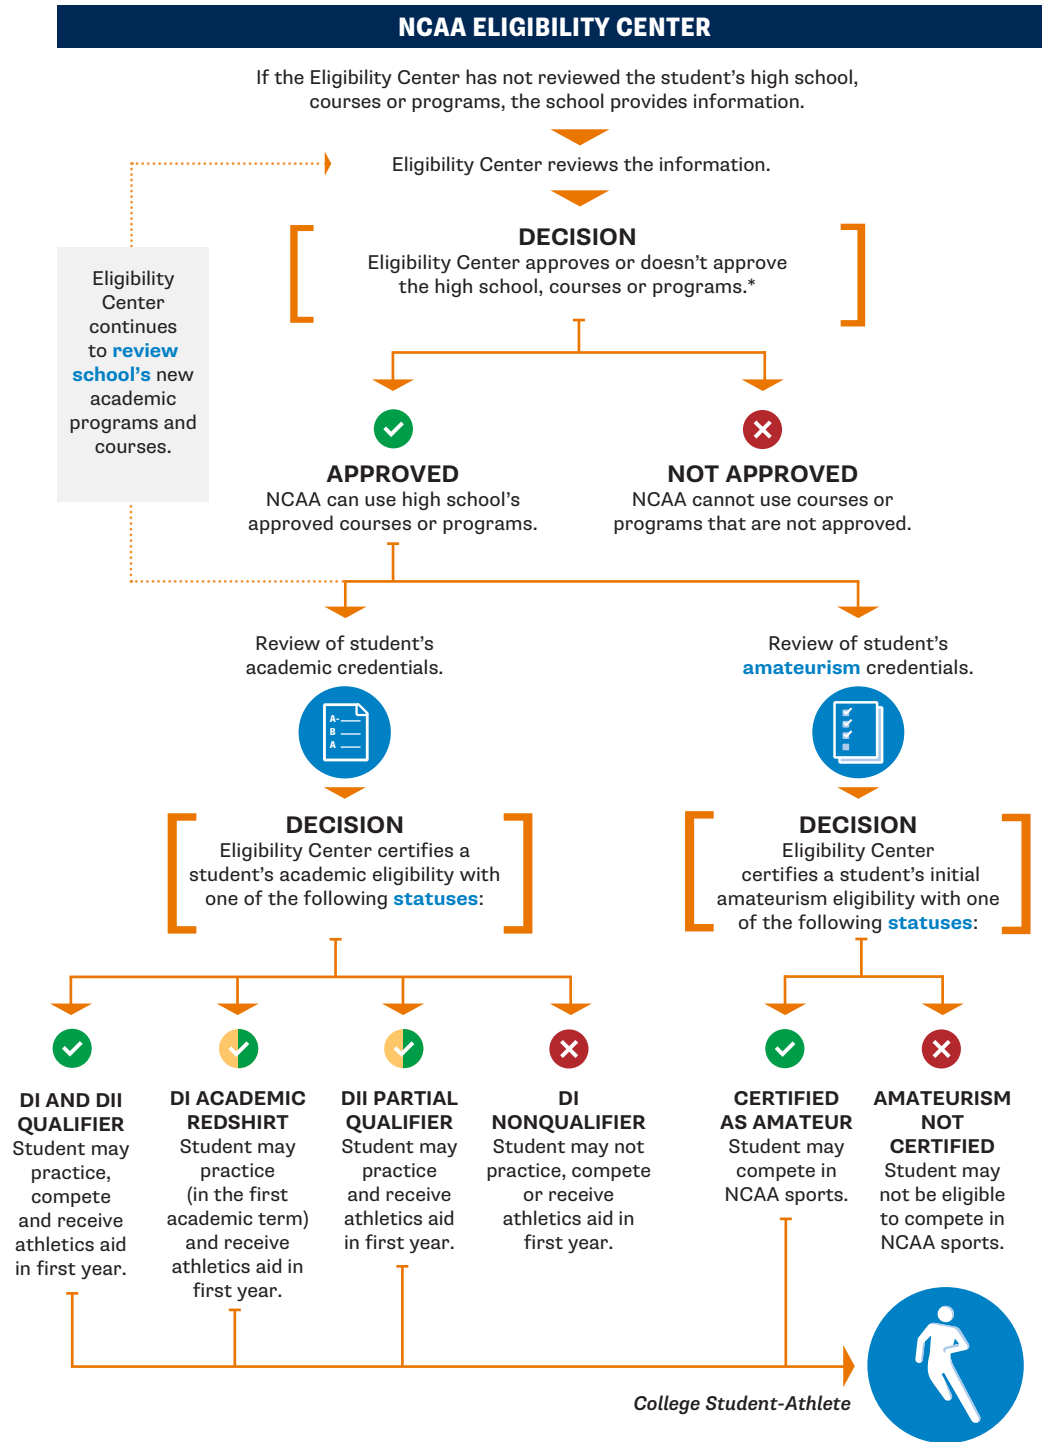 NCAA ELIGIBILITY CENTER
If the Eligibility Center has not reviewed the student's high school,
courses or programs, the school provides information.
Eligibility Center reviews the information.
DECISION
Eligibility Center approves or doesn't approve
the high school, courses or programs.*
Eligibility
Center
continues
to review
school's new
academic
programs and
courses.
APPROVED
NCAA can use high school's
approved courses or programs.
NOT APPROVED
NCAA cannot use courses or
programs that are not approved.
Review of student's
academic credentials.
Review of student's
amateurism credentials.
A-
B
A
DECISION
Eligibility Center certifies a
student's academic eligibility with
one of the following statuses:
DECISION
Eligibility Center
certifies a student's initial
amateurism eligibility with one
of the following statuses:
DI AND DII
QUALIFIER
Student may
practice,
compete
and receive
athletics aid
in first year.
DI ACADEMIC
REDSHIRT
Student may
practice
(in the first
academic term)
and receive
athletics aid in
first year.
DII PARTIAL
QUALIFIER
Student may
practice
and receive
athletics aid
in first year.
DI
NONQUALIFIER
Student may not
practice, compete
or receive
athletics aid in
first year.
CERTIFIED
AS AMATEUR
Student may
compete in
NCAA sports.
AMATEURISM
NOT
CERTIFIED
Student may
not be eligible
to compete in
NCAA sports.
College Student-Athlete